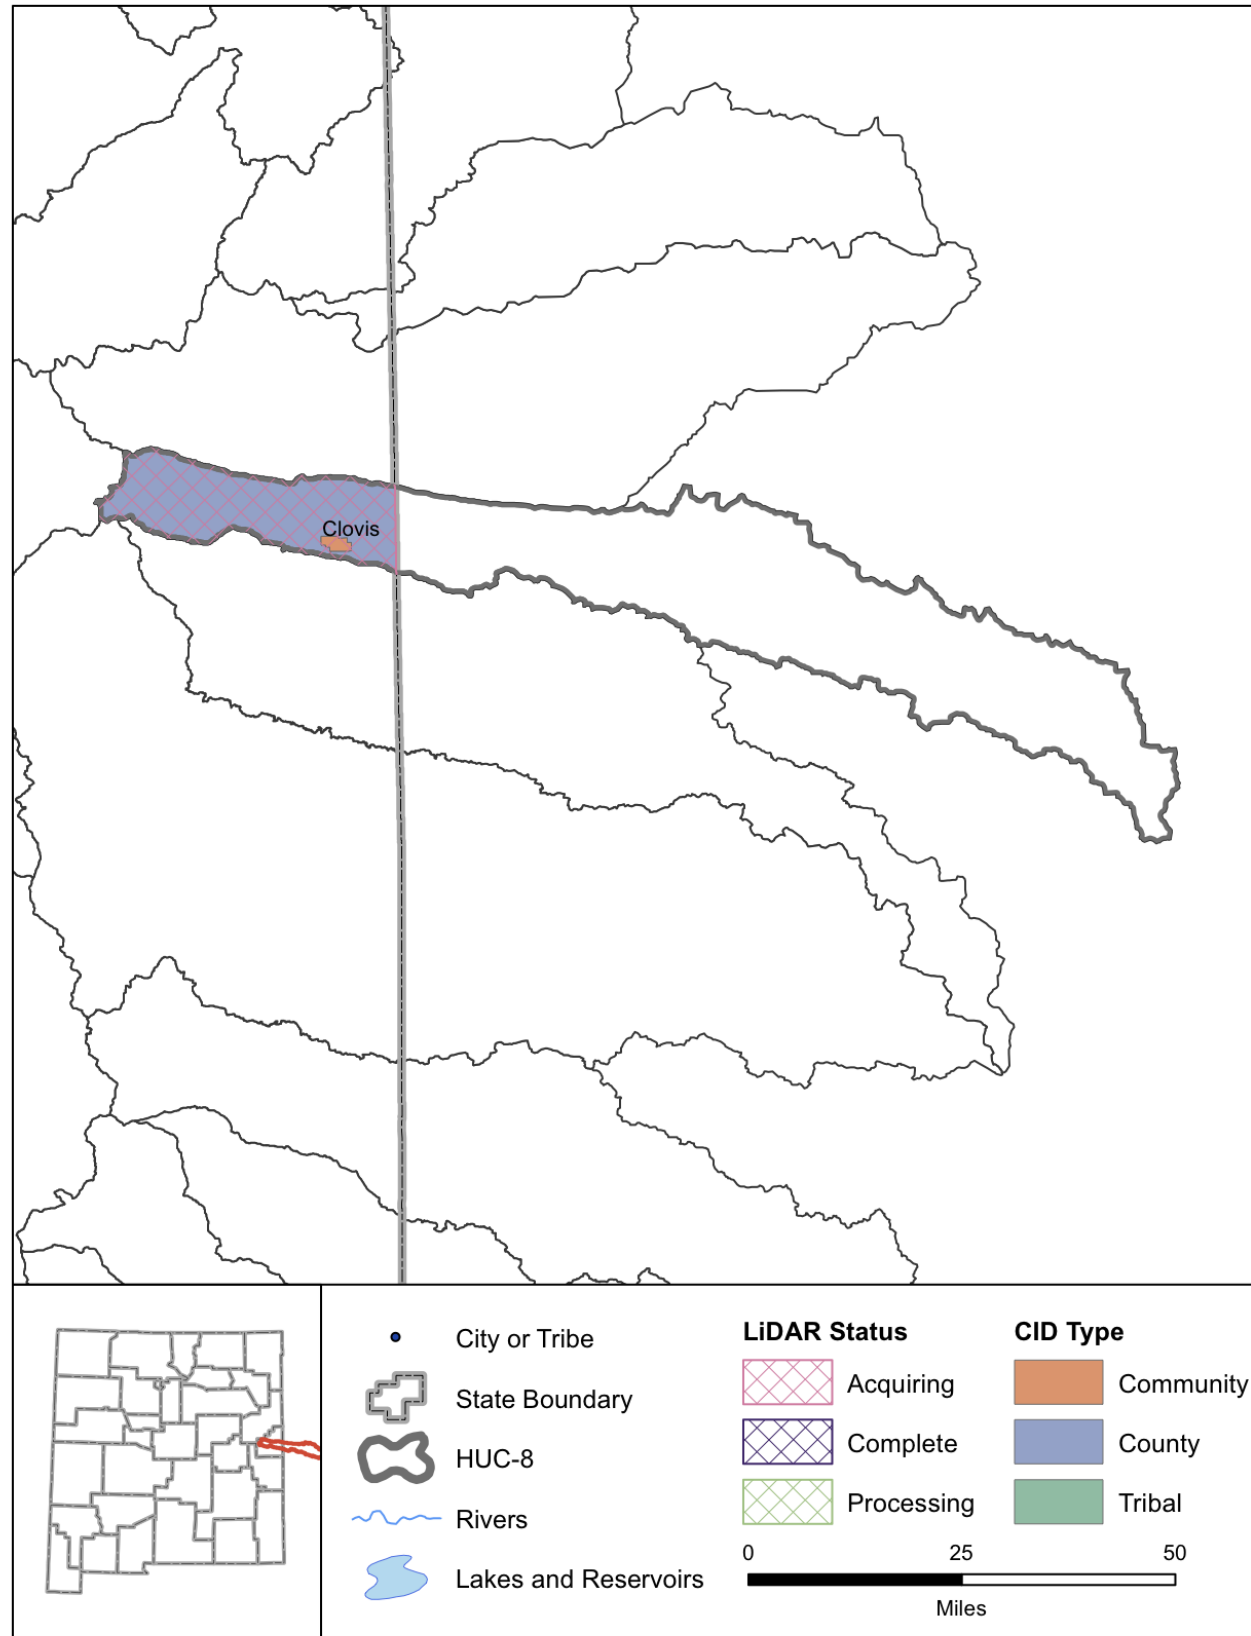 Clovis
City or Tribe
State Boundary
HUC-8
Rivers
Lakes and Reservoirs
LiDAR Status
Acquiring
Complete
Processing
CID Type
Community
County
Tribal
0 25 50
Miles